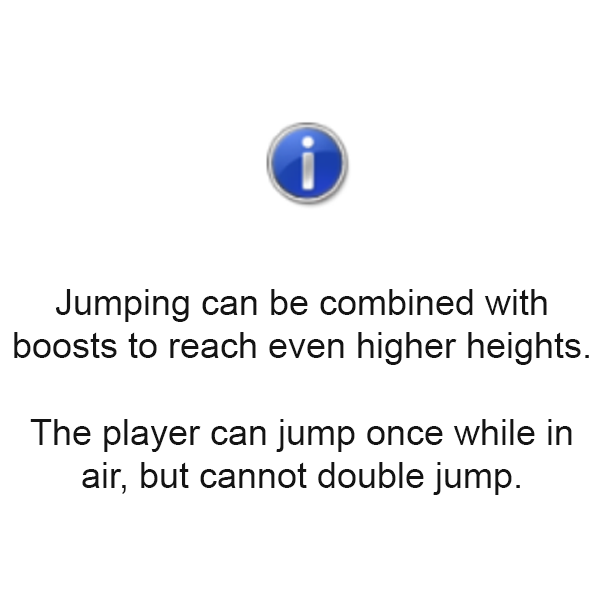 Jumping can be combined with
boosts to reach even higher heights.
The player can jump once while in
air, but cannot double jump.